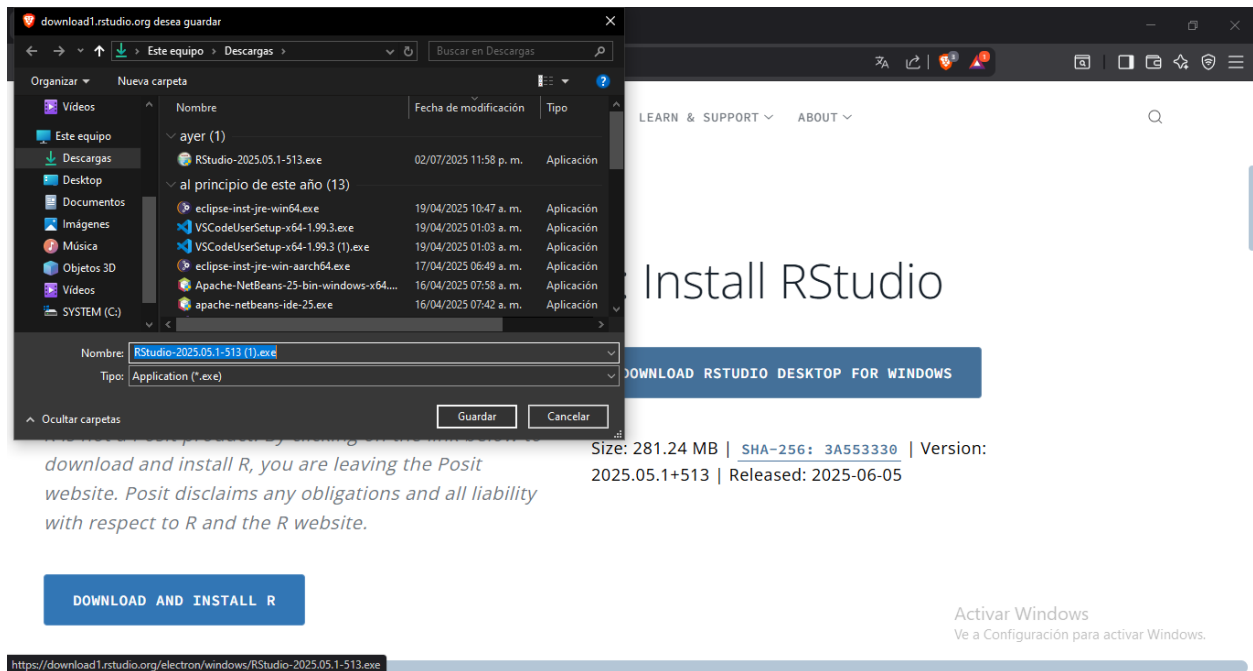 download1.rstudio.org desea guardar
Este equipo > Descargas >
Buscar en Descargas
Organizar
Nueva carpeta
Vídeos
Este equipo
Descargas
Desktop
Documentos
Imágenes
Música
Objetos 3D
Vídeos
SYSTEM (C:)
Nombre
Fecha de modificación
Tipo
ayer (1)
RStudio-2025.05.1-513.exe 02/07/2025 11:58 p. m. Aplicación
al principio de este año (13)
eclipse-inst-jre-win64.exe 19/04/2025 10:47 a. m. Aplicación
VSCodeUserSetup-x64-1.99.3.exe 19/04/2025 01:03 a. m. Aplicación
VSCodeUserSetup-x64-1.99.3 (1).exe 19/04/2025 01:03 a. m. Aplicación
eclipse-inst-jre-win-aarch64.exe 17/04/2025 06:49 a. m. Aplicación
Apache-NetBeans-25-bin-windows-x64.... 16/04/2025 07:58 a. m. Aplicación
apache-netbeans-ide-25.exe 16/04/2025 07:42 a. m. Aplicación
Nombre: RStudio-2025.05.1-513 (1).exe
Tipo: Application (*.exe)
Ocultar carpetas
Guardar
Cancelar
LEARN & SUPPORT
ABOUT
: Install RStudio
DOWNLOAD RSTUDIO DESKTOP FOR WINDOWS
Size: 281.24 MB | SHA-256: 3A553330 | Version:
2025.05.1+513 | Released: 2025-06-05
download and install R, you are leaving the Posit
website. Posit disclaims any obligations and all liability
with respect to R and the R website.
DOWNLOAD AND INSTALL R
Activar Windows
Ve a Configuración para activar Windows.
https://download1.rstudio.org/electron/windows/RStudio-2025.05.1-513.exe